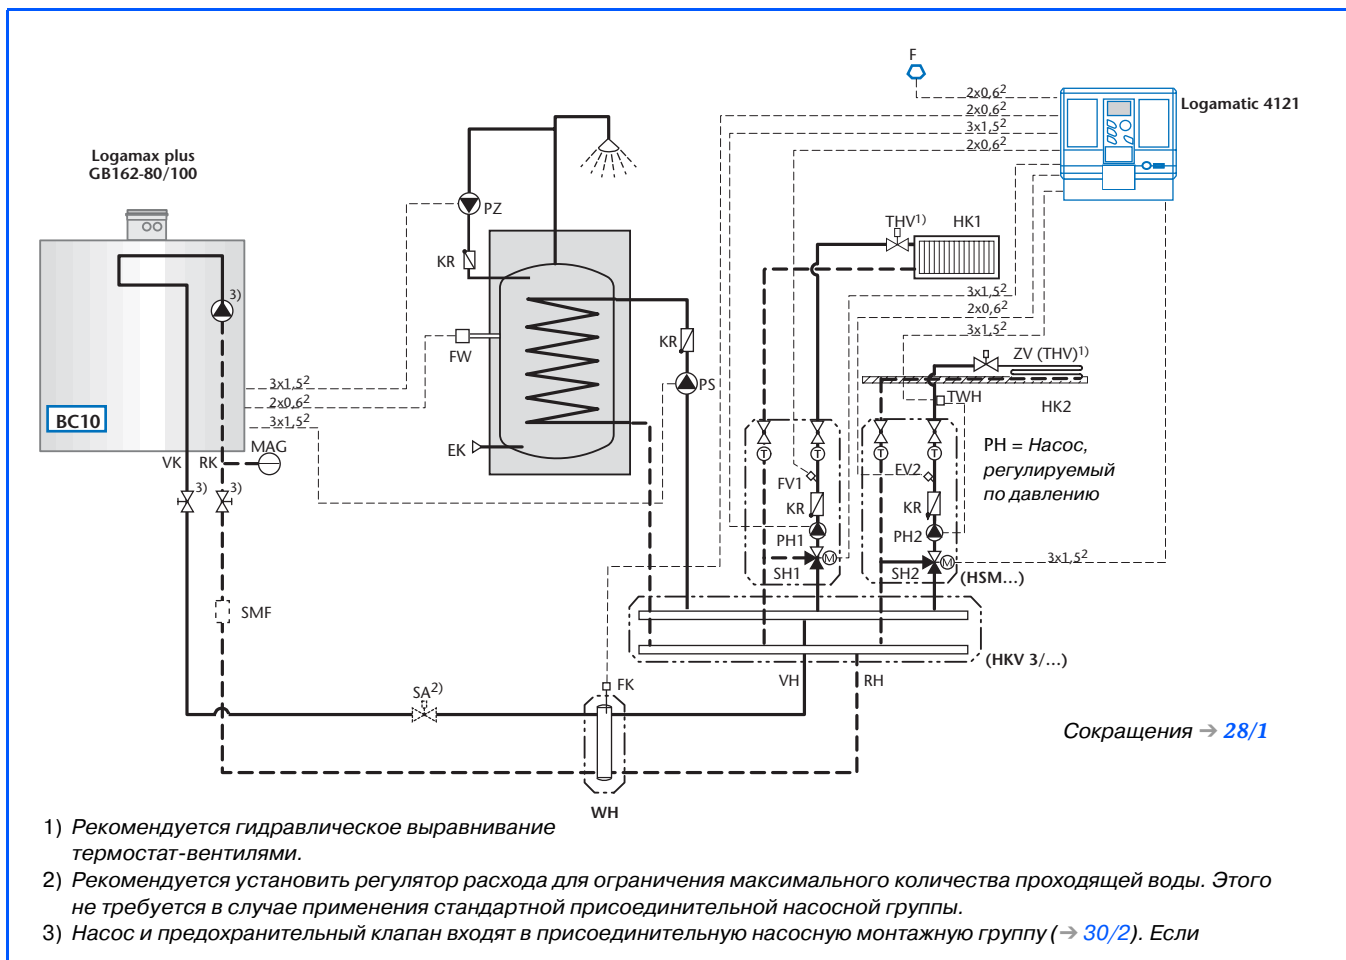 F
2x0,6²
2x0,6²
3x1,5²
2x0,6²
Logamatic 4121
Logamax plus
GB162-80/100
PZ
THV¹⁾
HK1
KR
3)
3x1,5²
2x0,6²
3x1,5²
KR
ZV (THV)¹⁾
FW
3x1,5²
PS
2x0,6²
TWH
HK2
BC10
3x1,5²
MAG
EK
VK
RK
T
T
T
T
PH = Насос,
регулируемый
по давлению
FV1
FV2
3)
3)
KR
KR
PH1
PH2
M
M
3x1,5²
SH1
SH2
(HSM...)
SMF
(HKV 3/...)
VH
RH
FK
SA²⁾
Сокращения → 28/1
WH
1) Рекомендуется гидравлическое выравнивание
термостат-вентилями.
2) Рекомендуется установить регулятор расхода для ограничения максимального количества проходящей воды. Этого
не требуется в случае применения стандартной присоединительной насосной группы.
3) Насос и предохранительный клапан входят в присоединительную насосную монтажную группу (→ 30/2). Если